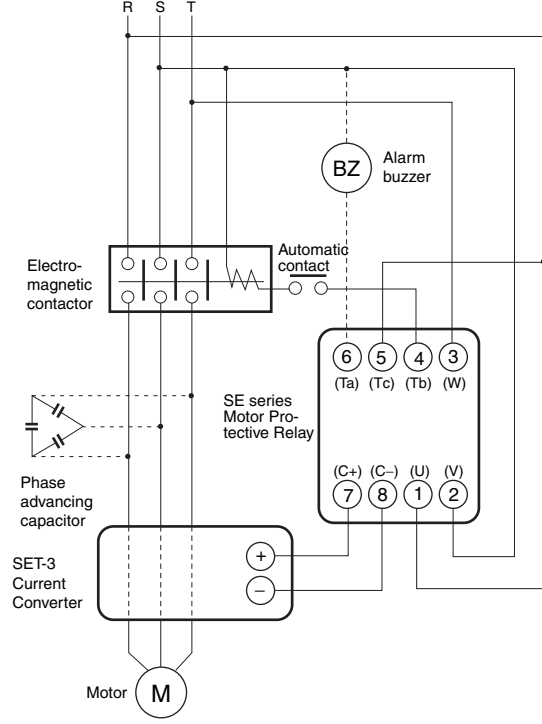 R S T
BZ
Alarm
buzzer
Electro-
magnetic
contactor
Automatic
contact
6 5 4 3
(Ta) (Tc) (Tb) (W)
SE series
Motor Pro-
tective Relay
(C+) (C−) (U) (V)
7 8 1 2
Phase
advancing
capacitor
SET-3
Current
Converter
+
−
Motor
M